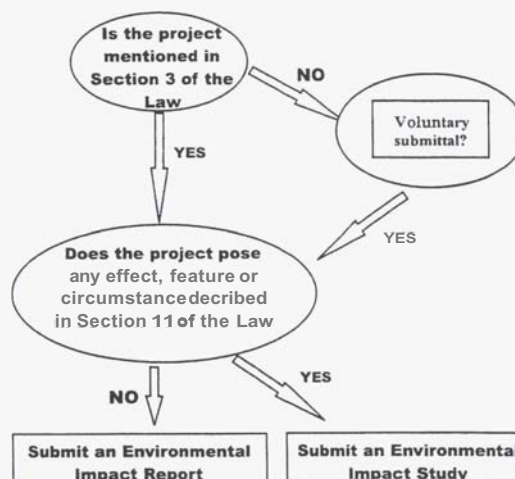 Is the project
mentioned in
Section 3 of the
Law
NO
Voluntary
submittal?
YES
YES
Does the project pose
any effect, feature or
circumstancedecribed
in Section 11 of the Law
NO
YES
Submit an Environmental
Impact Report
Submit an Environmental
Impact Study